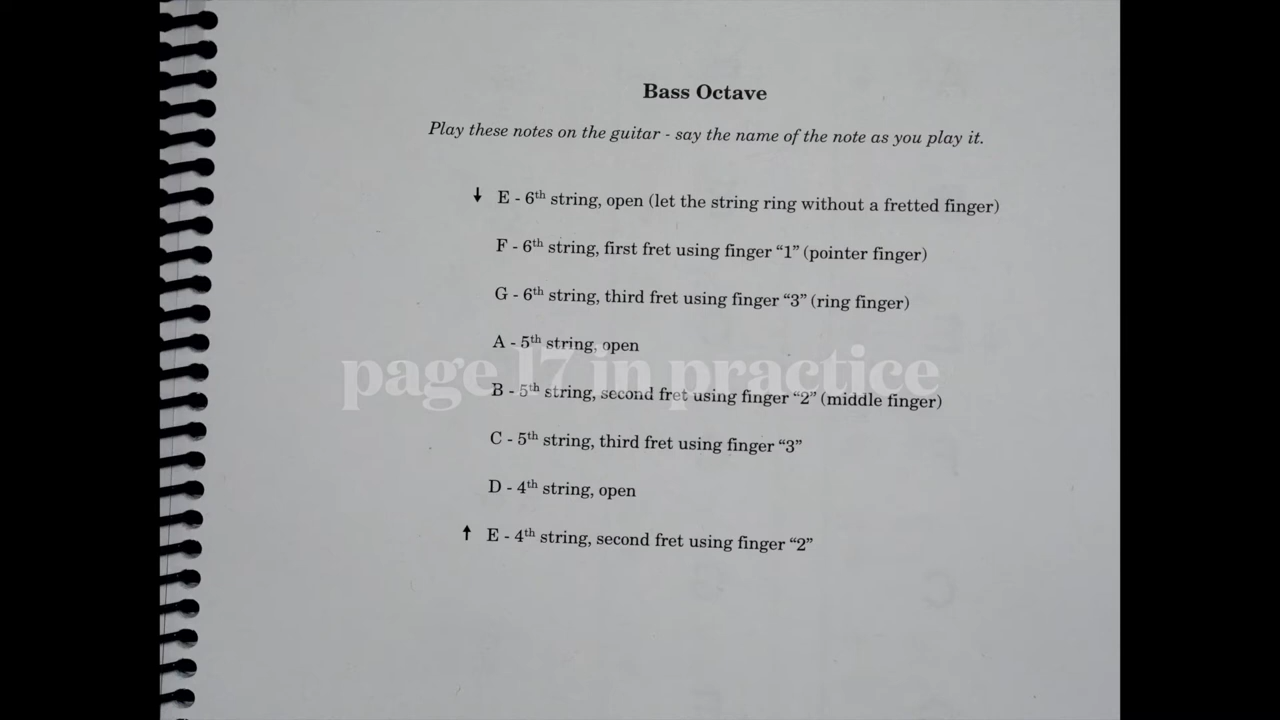 Bass Octave
Play these notes on the guitar - say the name of the note as you play it.
↓ E - 6th string, open (let the string ring without a fretted finger)
F - 6th string, first fret using finger “1” (pointer finger)
G - 6th string, third fret using finger “3” (ring finger)
A - 5th string, open
page 17 in practice
B - 5th string, second fret using finger “2” (middle finger)
C - 5th string, third fret using finger “3”
D - 4th string, open
↑ E - 4th string, second fret using finger “2”